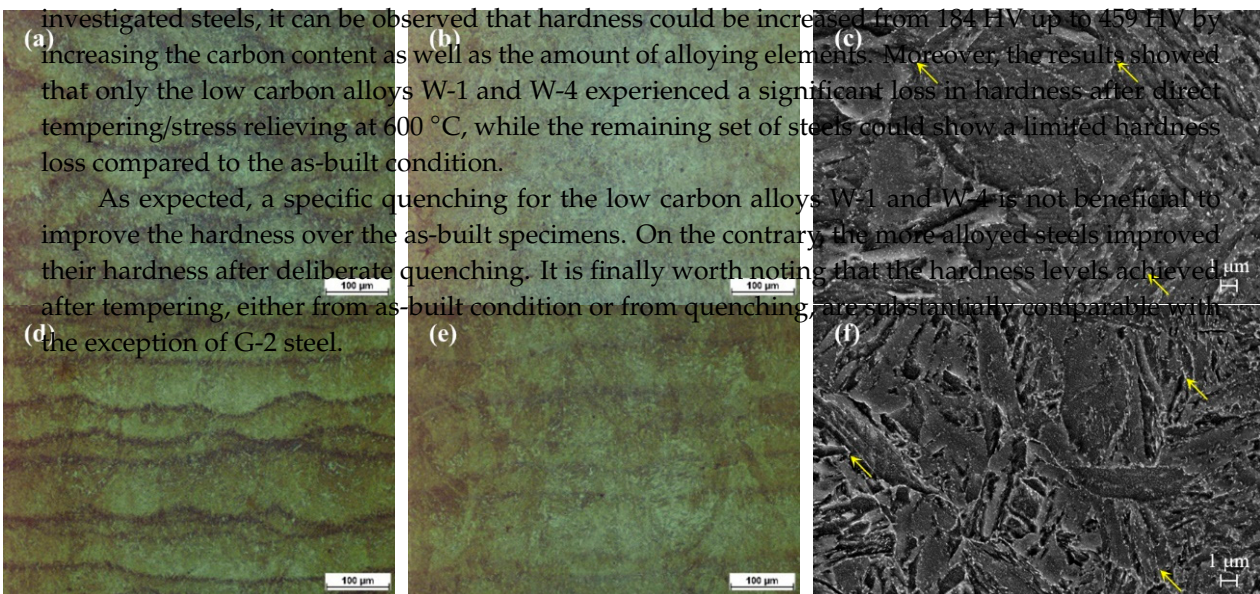 investigated steels, it can be observed that hardness could be increased from 184 HV up to 459 HV by
(a)
(b)
(c)
increasing the carbon content as well as the amount of alloying elements. Moreover, the results showed
that only the low carbon alloys W-1 and W-4 experienced a significant loss in hardness after direct
tempering/stress relieving at 600 °C, while the remaining set of steels could show a limited hardness
loss compared to the as-built condition.
As expected, a specific quenching for the low carbon alloys W-1 and W-4 is not beneficial to
improve the hardness over the as-built specimens. On the contrary, the more alloyed steels improved
their hardness after deliberate quenching. It is finally worth noting that the hardness levels achieved
100 µm
100 µm
1 µm
after tempering, either from as-built condition or from quenching, are substantially comparable with
(d)
(e)
(f)
the exception of G-2 steel.
100 µm
100 µm
1 µm